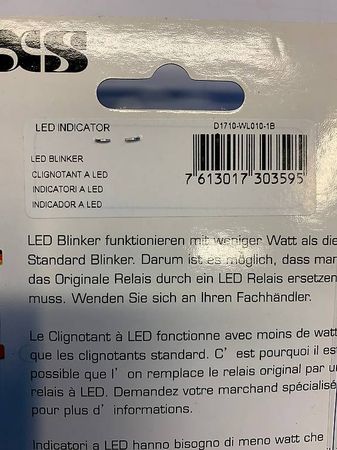 LED INDICATOR
D1710-WL010-1B
LED BLINKER
CLIGNOTANT A LED
INDICATORI A LED
INDICADOR A LED
7 613017 303595
LED Blinker funktionieren mit weniger Watt als die
Standard Blinker. Darum ist es möglich, dass man
das Originale Relais durch ein LED Relais ersetzen
muss. Wenden Sie sich an Ihren Fachhändler.
Le Clignotant à LED fonctionne avec moins de watt
que les clignotants standard. C'est pourquoi il est
possible que l'on remplace le relais original par u
relais à LED. Demandez votre marchand spécialisé
pour plus d'informations.
Indicatori a LED hanno bisogno di meno watt che